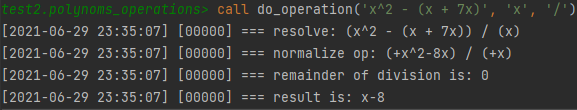 test2.polynoms_operations> call do_operation('x^2 - (x + 7x)', 'x', '/')
[2021-06-29 23:35:07] [00000] === resolve: (x^2 - (x + 7x)) / (x)
[2021-06-29 23:35:07] [00000] === normalize op: (+x^2-8x) / (+x)
[2021-06-29 23:35:07] [00000] === remainder of division is: 0
[2021-06-29 23:35:07] [00000] === result is: x-8